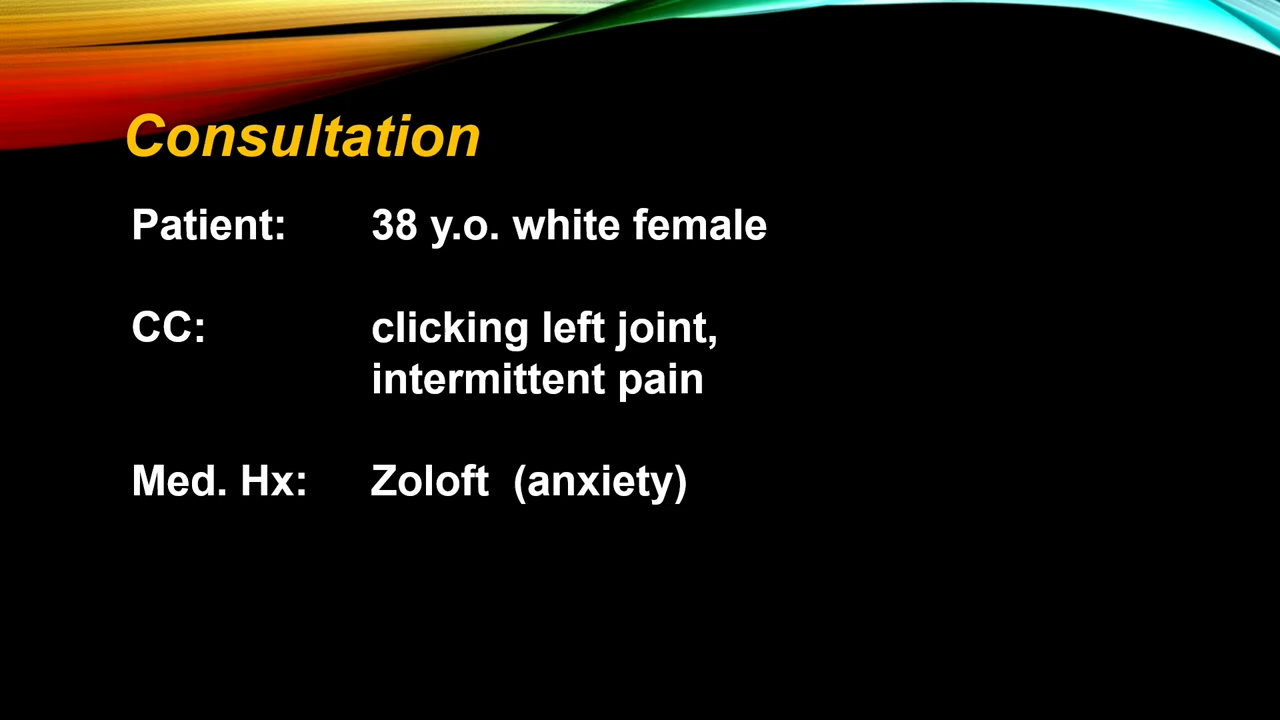 Consultation
Patient: 38 y.o. white female
CC: clicking left joint,
intermittent pain
Med. Hx: Zoloft (anxiety)